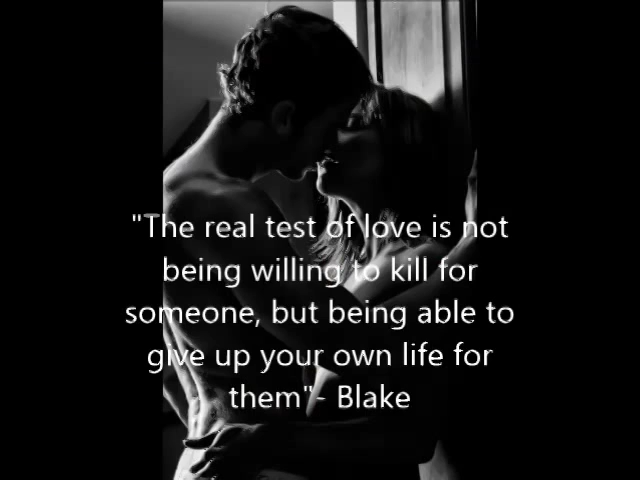 "The real test of love is not
being willing to kill for
someone, but being able to
give up your own life for
them"- Blake